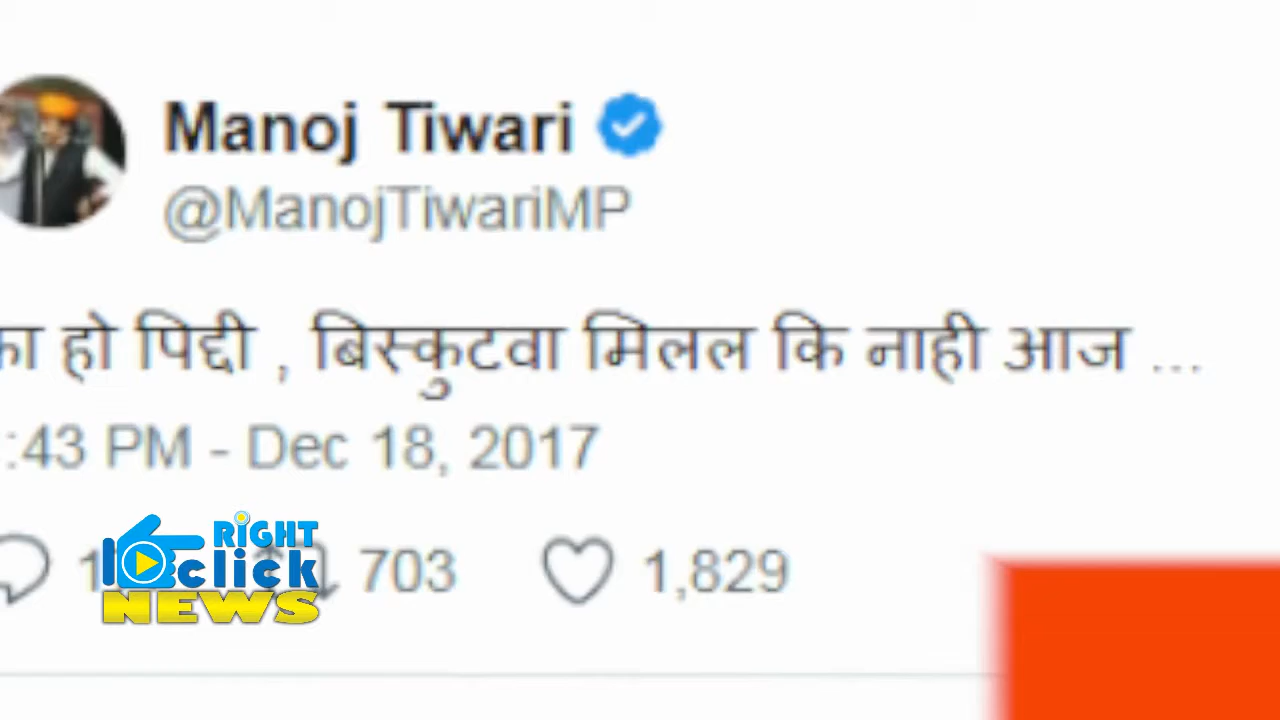 Manoj Tiwari
@ManojTiwariMP
का हो पिद्दी , बिस्कुटवा मिलल कि नाही आज ...
:43 PM - Dec 18, 2017
703 1,829
RIGHT
click
NEWS